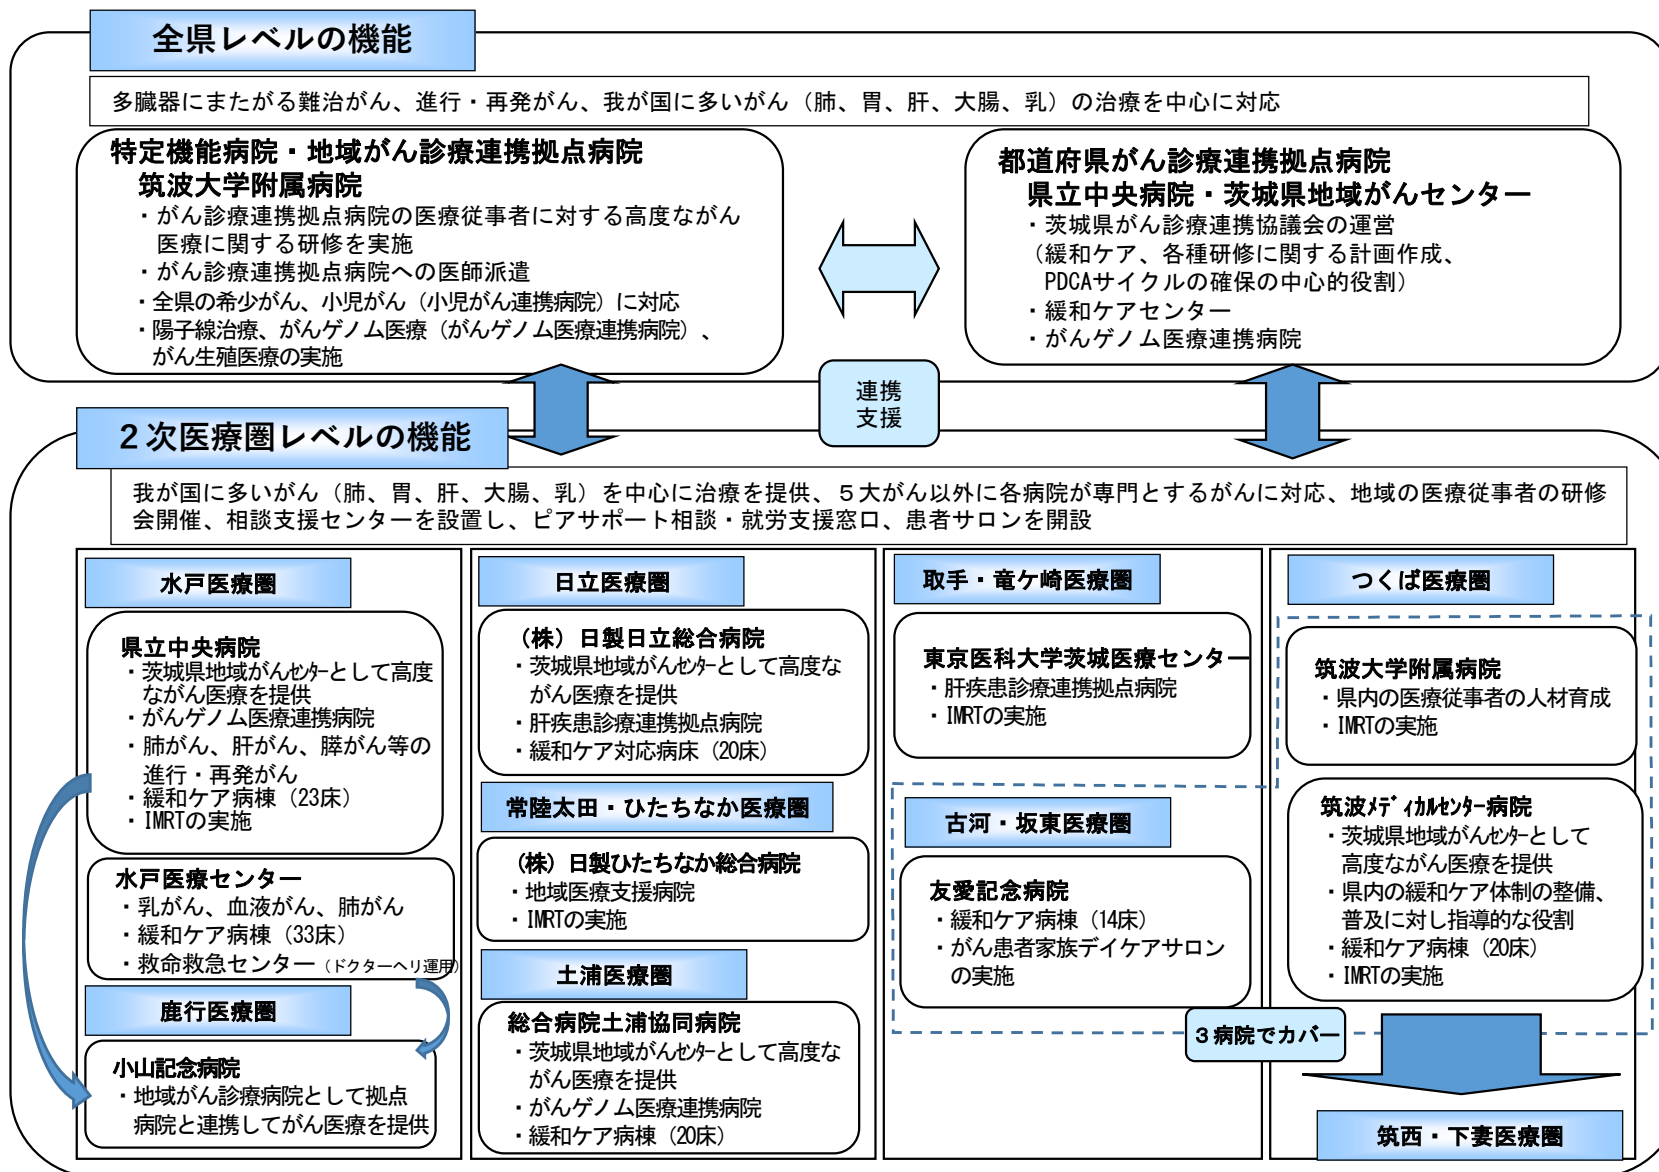 全県レベルの機能
多臓器にまたがる難治がん、進行・再発がん、我が国に多いがん（肺、胃、肝、大腸、乳）の治療を中心に対応
特定機能病院・地域がん診療連携拠点病院
筑波大学附属病院
・がん診療連携拠点病院の医療従事者に対する高度ながん
医療に関する研修を実施
・がん診療連携拠点病院への医師派遣
・全県の希少がん、小児がん（小児がん連携病院）に対応
・陽子線治療、がんゲノム医療（がんゲノム医療連携病院）、
がん生殖医療の実施
都道府県がん診療連携拠点病院
県立中央病院・茨城県地域がんセンター
・茨城県がん診療連携協議会の運営
（緩和ケア、各種研修に関する計画作成、
PDCAサイクルの確保の中心的役割）
・緩和ケアセンター
・がんゲノム医療連携病院
連携
支援
２次医療圏レベルの機能
我が国に多いがん（肺、胃、肝、大腸、乳）を中心に治療を提供、５大がん以外に各病院が専門とするがんに対応、地域の医療従事者の研修
会開催、相談支援センターを設置し、ピアサポート相談・就労支援窓口、患者サロンを開設
水戸医療圏
県立中央病院
・茨城県地域がんｾﾝﾀｰとして高度
ながん医療を提供
・がんゲノム医療連携病院
・肺がん、肝がん、膵がん等の
進行・再発がん
・緩和ケア病棟（23床）
・IMRTの実施
水戸医療センター
・乳がん、血液がん、肺がん
・緩和ケア病棟（33床）
・救命救急センター（ドクターヘリ運用）
鹿行医療圏
小山記念病院
・地域がん診療病院として拠点
病院と連携してがん医療を提供
日立医療圏
（株）日製日立総合病院
・茨城県地域がんｾﾝﾀｰとして高度な
がん医療を提供
・肝疾患診療連携拠点病院
・緩和ケア対応病床（20床）
常陸太田・ひたちなか医療圏
（株）日製ひたちなか総合病院
・地域医療支援病院
・IMRTの実施
土浦医療圏
総合病院土浦協同病院
・茨城県地域がんｾﾝﾀｰとして高度な
がん医療を提供
・がんゲノム医療連携病院
・緩和ケア病棟（20床）
取手・竜ケ崎医療圏
東京医科大学茨城医療センター
・肝疾患診療連携拠点病院
・IMRTの実施
古河・坂東医療圏
友愛記念病院
・緩和ケア病棟（14床）
・がん患者家族デイケアサロン
の実施
つくば医療圏
筑波大学附属病院
・県内の医療従事者の人材育成
・IMRTの実施
筑波ﾒﾃﾞｨｶﾙｾﾝﾀｰ病院
・茨城県地域がんｾﾝﾀｰとして
高度ながん医療を提供
・県内の緩和ケア体制の整備、
普及に対し指導的な役割
・緩和ケア病棟（20床）
・IMRTの実施
３病院でカバー
筑西・下妻医療圏